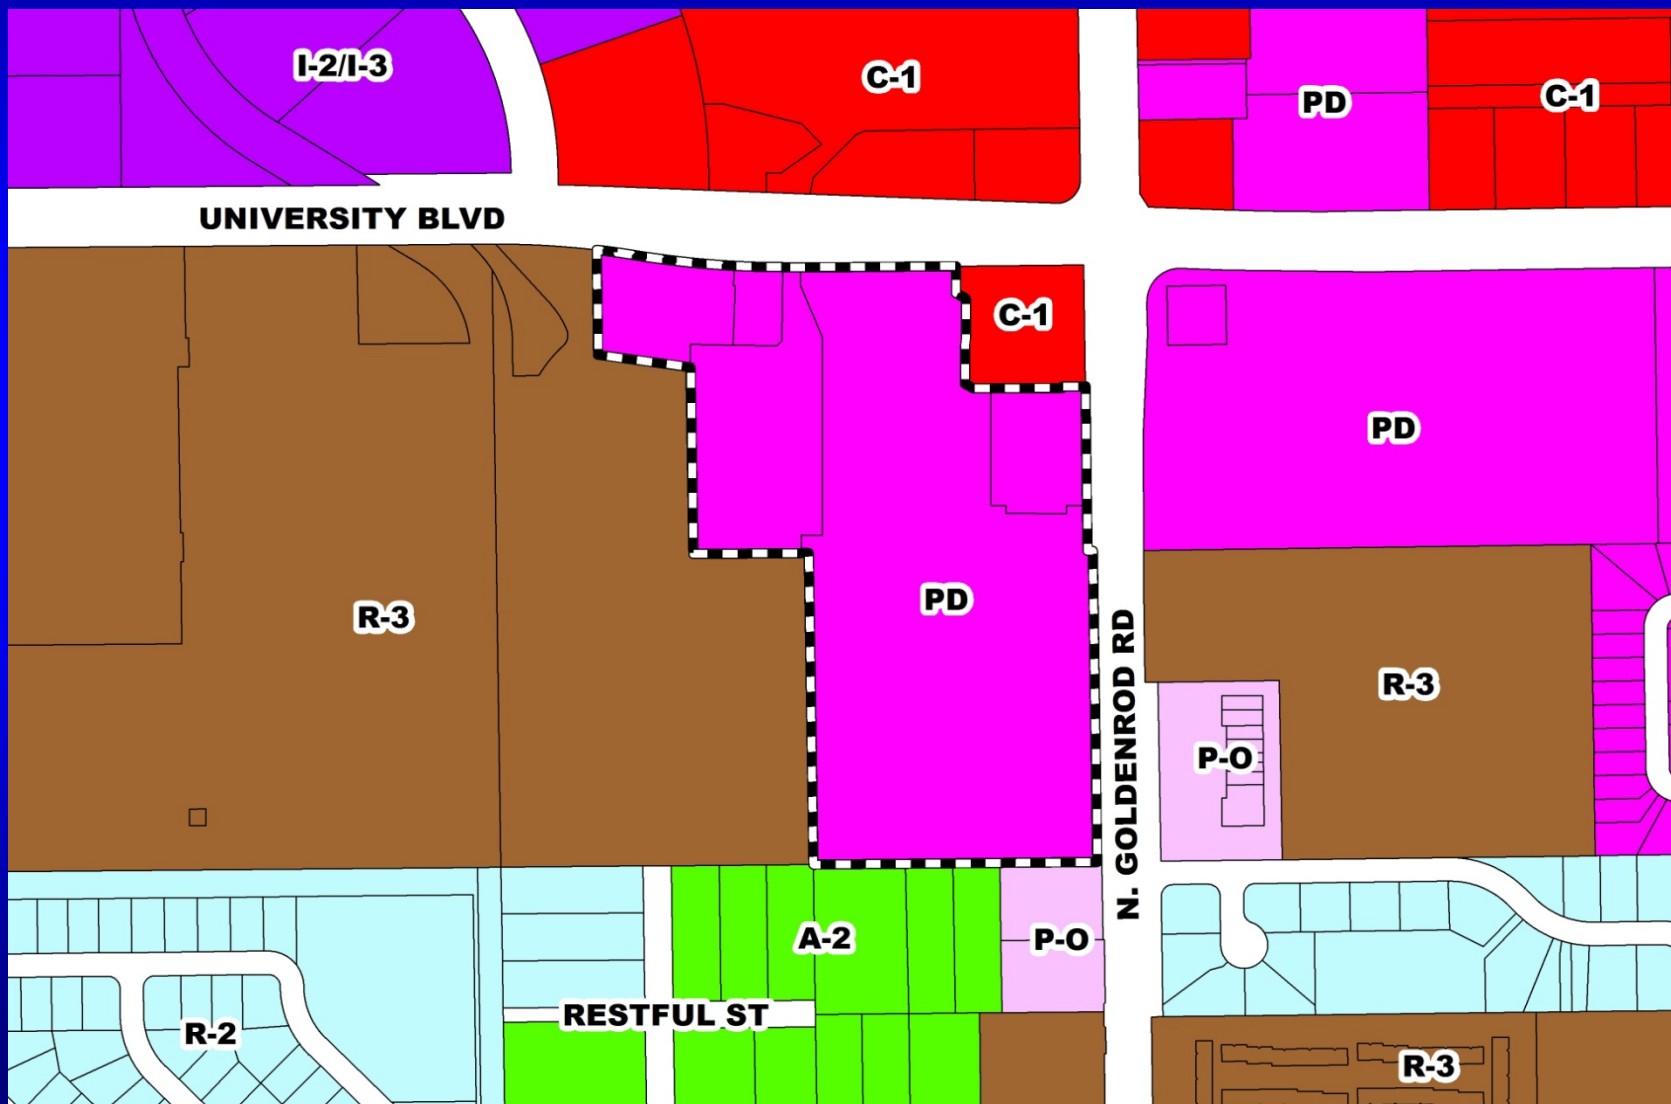 I-2/I-3
C-1
PD
C-1
UNIVERSITY BLVD
C-1
PD
R-3
PD
N. GOLDENROD RD
R-3
P-O
A-2
P-O
RESTFUL ST
R-2
R-3